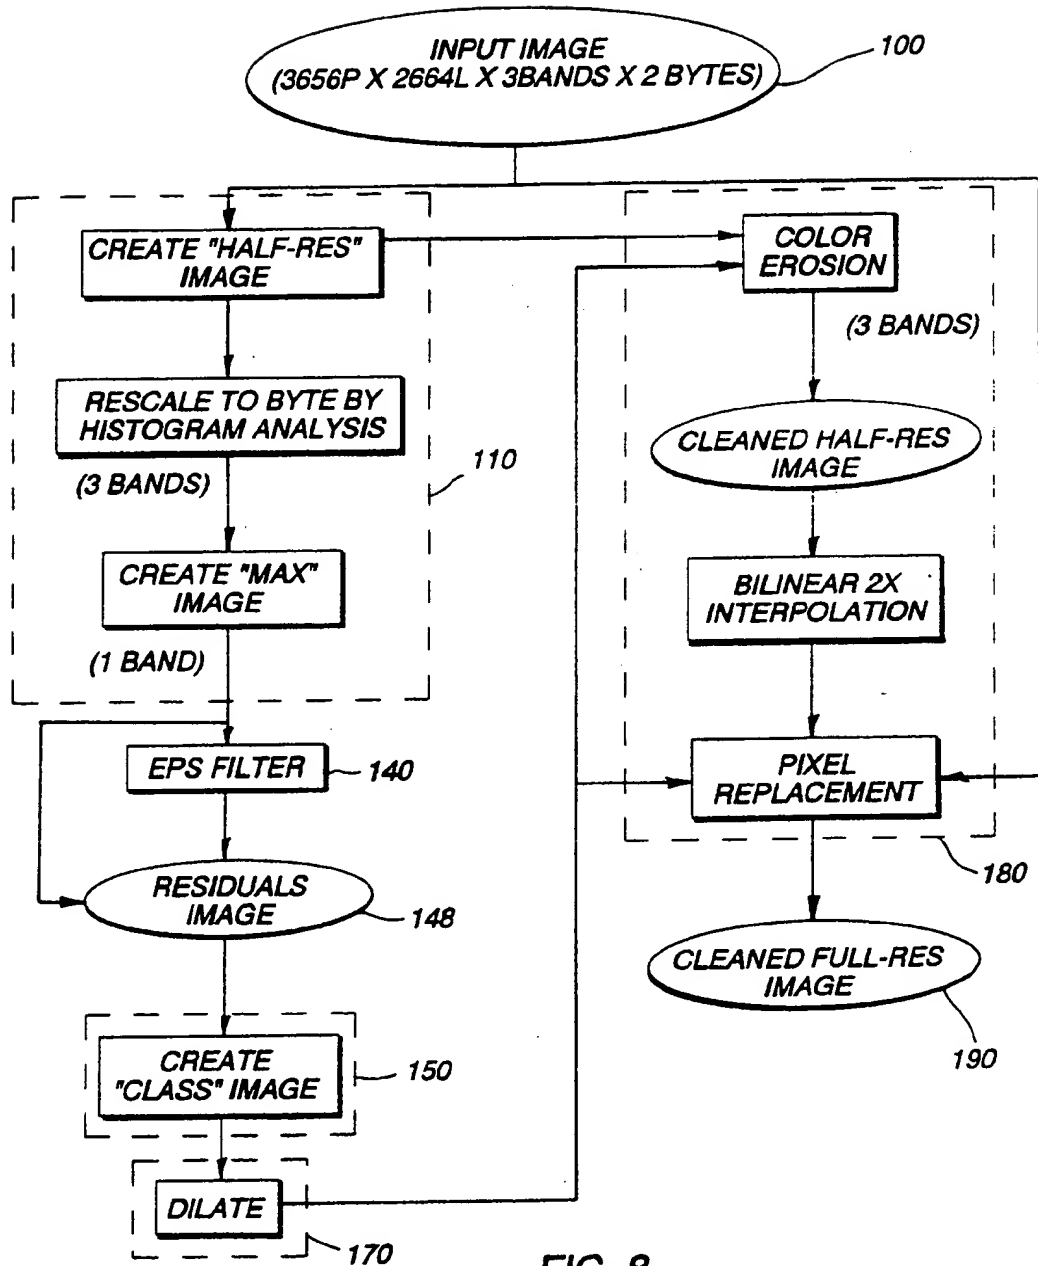 INPUT IMAGE
(3656P X 2664L X 3BANDS X 2 BYTES)
100
CREATE "HALF-RES"
IMAGE
RESCALE TO BYTE BY
HISTOGRAM ANALYSIS
(3 BANDS)
110
CREATE "MAX"
IMAGE
(1 BAND)
EPS FILTER
140
RESIDUALS
IMAGE
148
CREATE
"CLASS" IMAGE
150
DILATE
170
COLOR
EROSION
(3 BANDS)
CLEANED HALF-RES
IMAGE
BILINEAR 2X
INTERPOLATION
PIXEL
REPLACEMENT
180
CLEANED FULL-RES
IMAGE
190